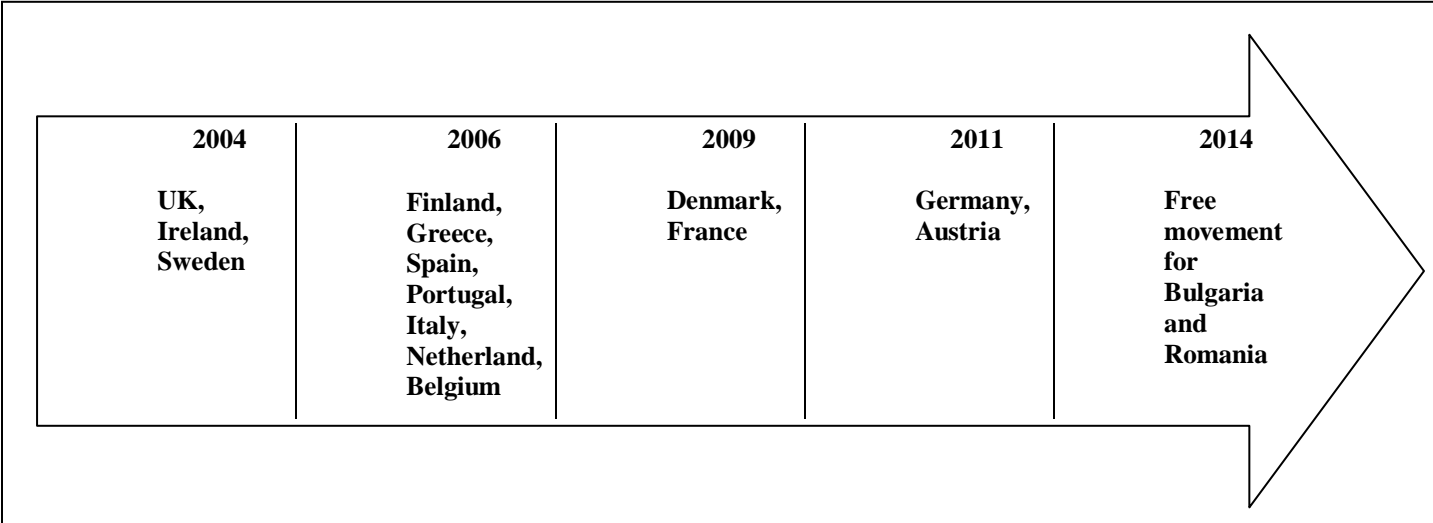 2004
UK,
Ireland,
Sweden
2006
Finland,
Greece,
Spain,
Portugal,
Italy,
Netherland,
Belgium
2009
Denmark,
France
2011
Germany,
Austria
2014
Free
movement
for
Bulgaria
and
Romania